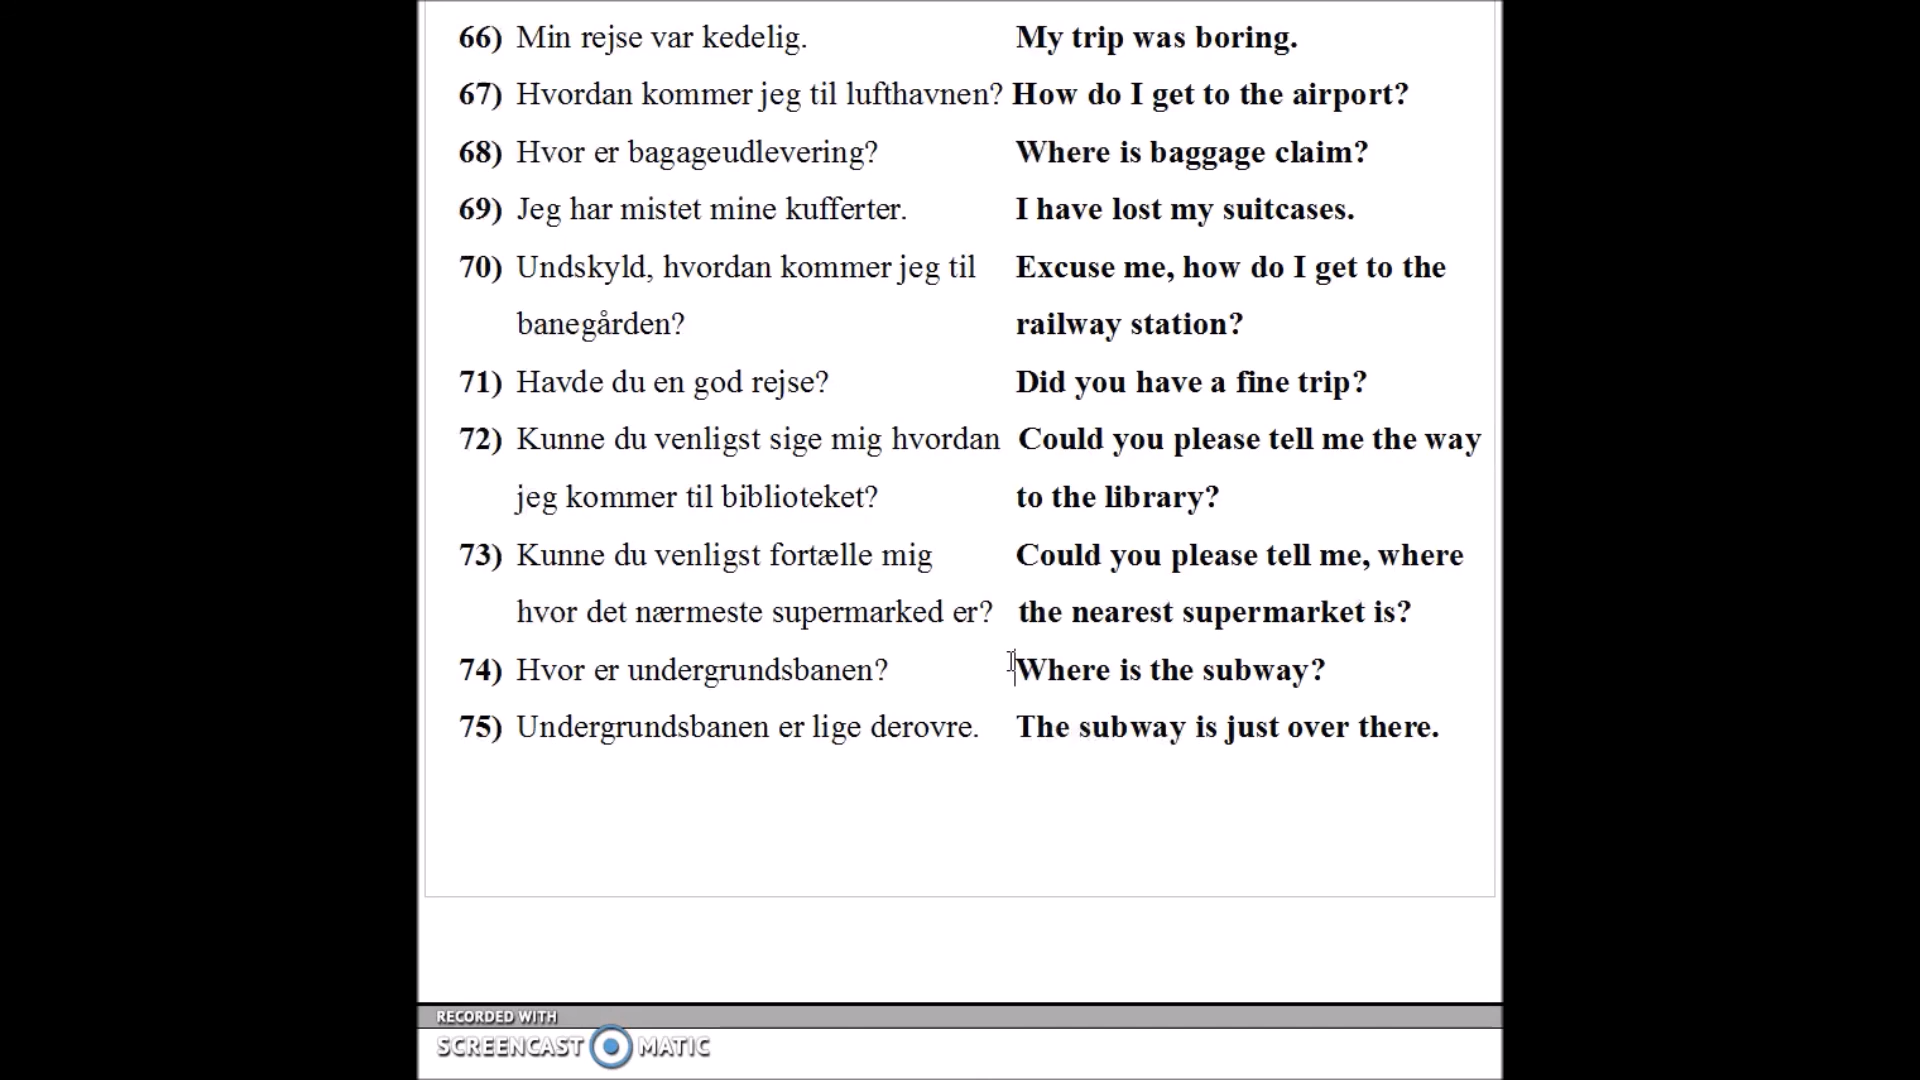 66) Min rejse var kedelig. My trip was boring.
67) Hvordan kommer jeg til lufthavnen? How do I get to the airport?
68) Hvor er bagageudlevering? Where is baggage claim?
69) Jeg har mistet mine kufferter. I have lost my suitcases.
70) Undskyld, hvordan kommer jeg til Excuse me, how do I get to the
banegården? railway station?
71) Havde du en god rejse? Did you have a fine trip?
72) Kunne du venligst sige mig hvordan Could you please tell me the way
jeg kommer til biblioteket? to the library?
73) Kunne du venligst fortælle mig Could you please tell me, where
hvor det nærmeste supermarked er? the nearest supermarket is?
74) Hvor er undergrundsbanen? Where is the subway?
75) Undergrundsbanen er lige derovre. The subway is just over there.
RECORDED WITH
SCREENCAST MATIC